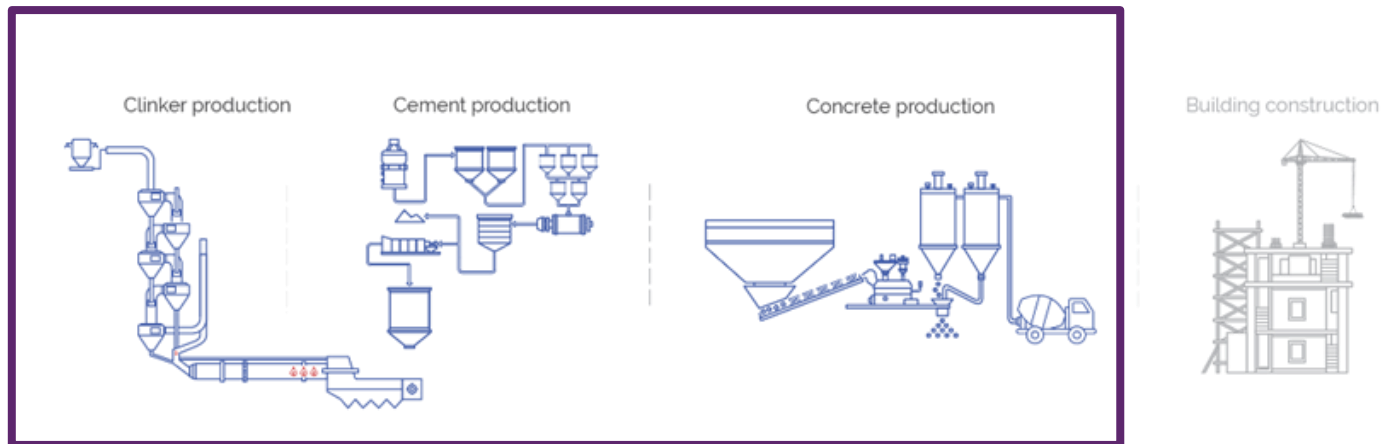 Clinker production
Cement production
Concrete production
Building construction